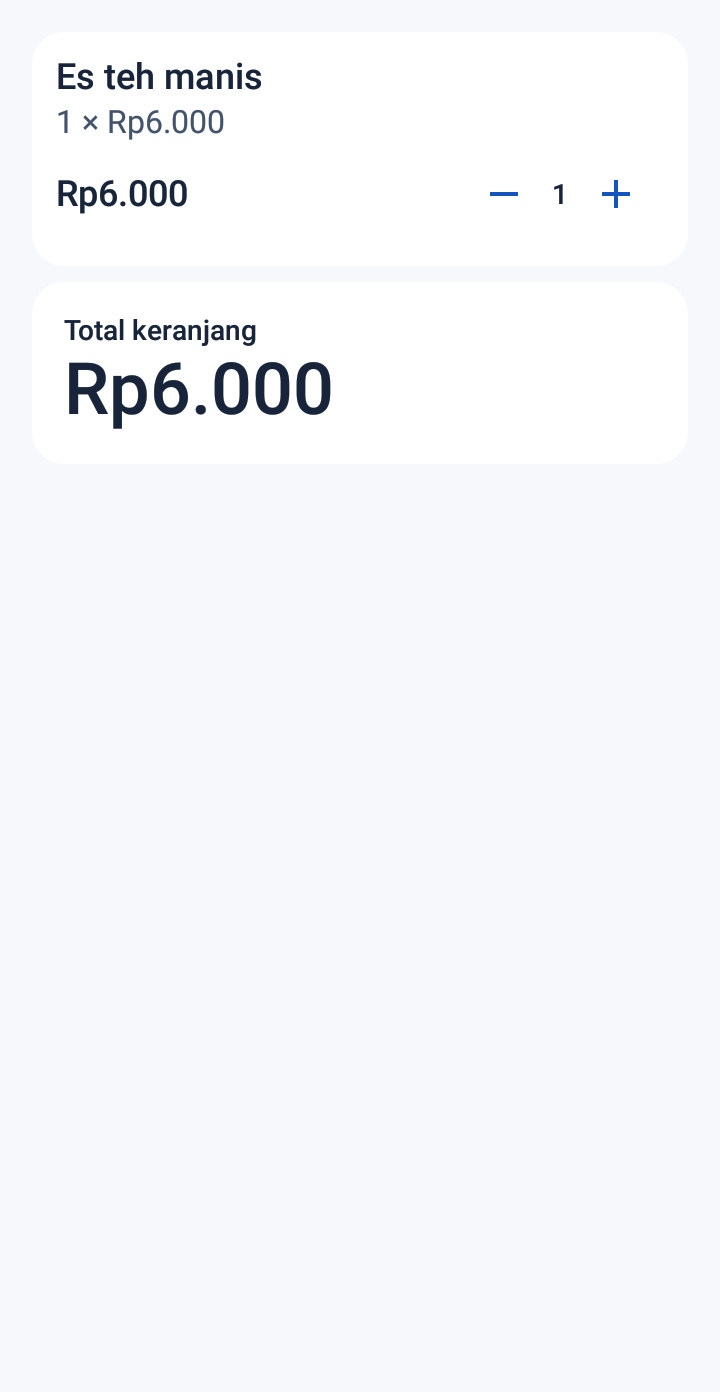 Es teh manis
1 × Rp6.000
Rp6.000
1
Total keranjang
Rp6.000